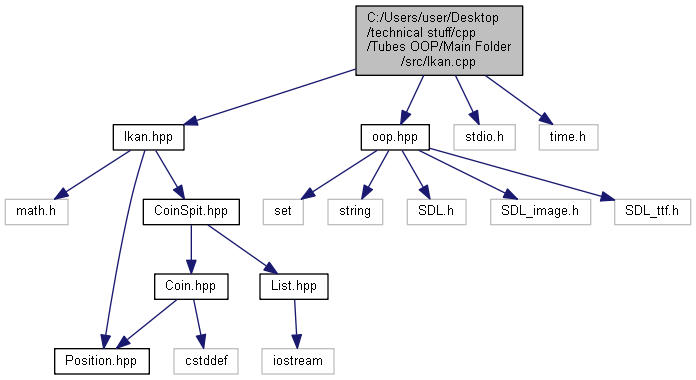 C:/Users/user/Desktop
/technical stuff/cpp
/Tubes OOP/Main Folder
/src/Ikan.cpp
Ikan.hpp
oop.hpp
stdio.h
time.h
math.h
CoinSpit.hpp
set
string
SDL.h
SDL_image.h
SDL_ttf.h
Coin.hpp
List.hpp
Position.hpp
cstddef
iostream